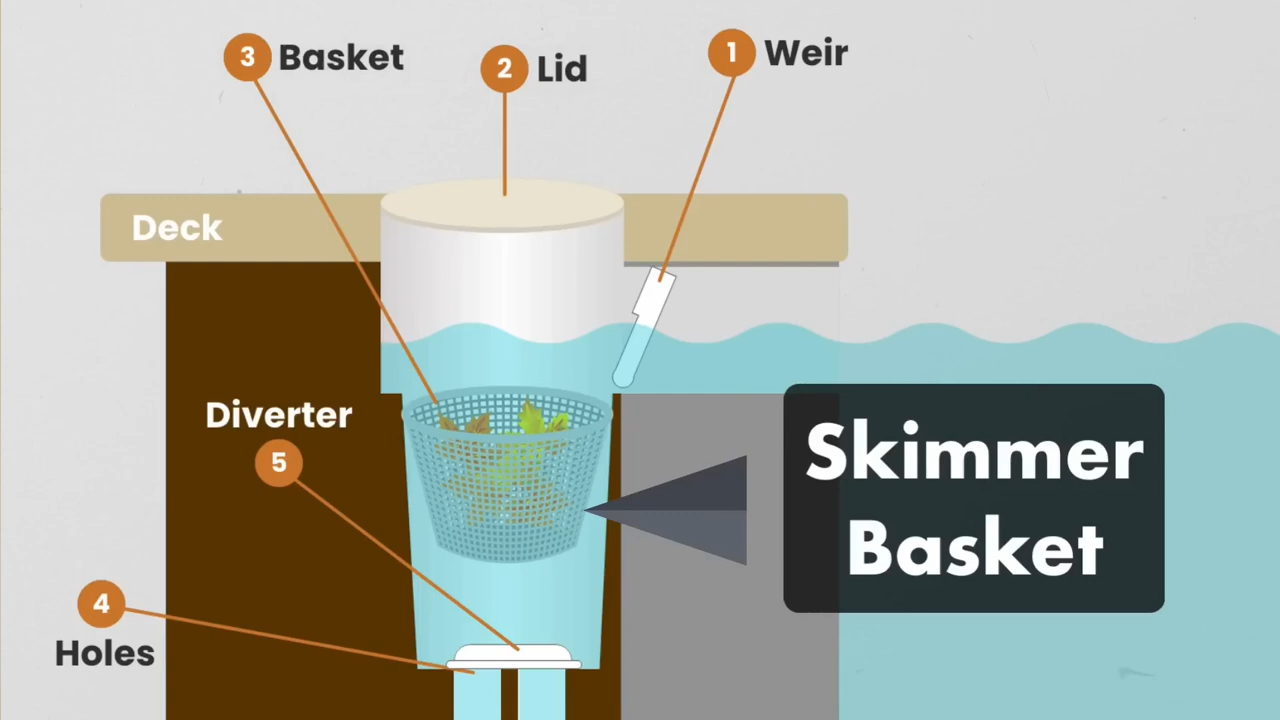 3 Basket
2 Lid
1 Weir
Deck
Diverter
5
Skimmer
Basket
4
Holes